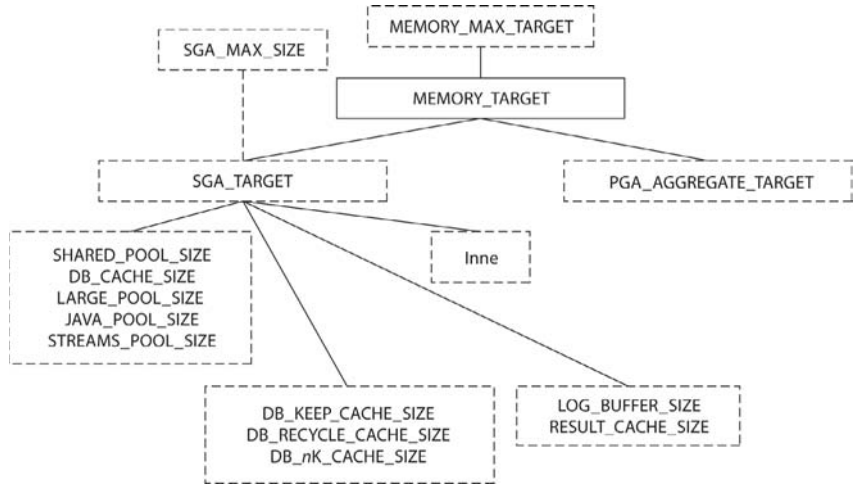 MEMORY_MAX_TARGET
SGA_MAX_SIZE
MEMORY_TARGET
SGA_TARGET
PGA_AGGREGATE_TARGET
SHARED_POOL_SIZE
DB_CACHE_SIZE
LARGE_POOL_SIZE
JAVA_POOL_SIZE
STREAMS_POOL_SIZE
Inne
DB_KEEP_CACHE_SIZE
DB_RECYCLE_CACHE_SIZE
DB_nK_CACHE_SIZE
LOG_BUFFER_SIZE
RESULT_CACHE_SIZE